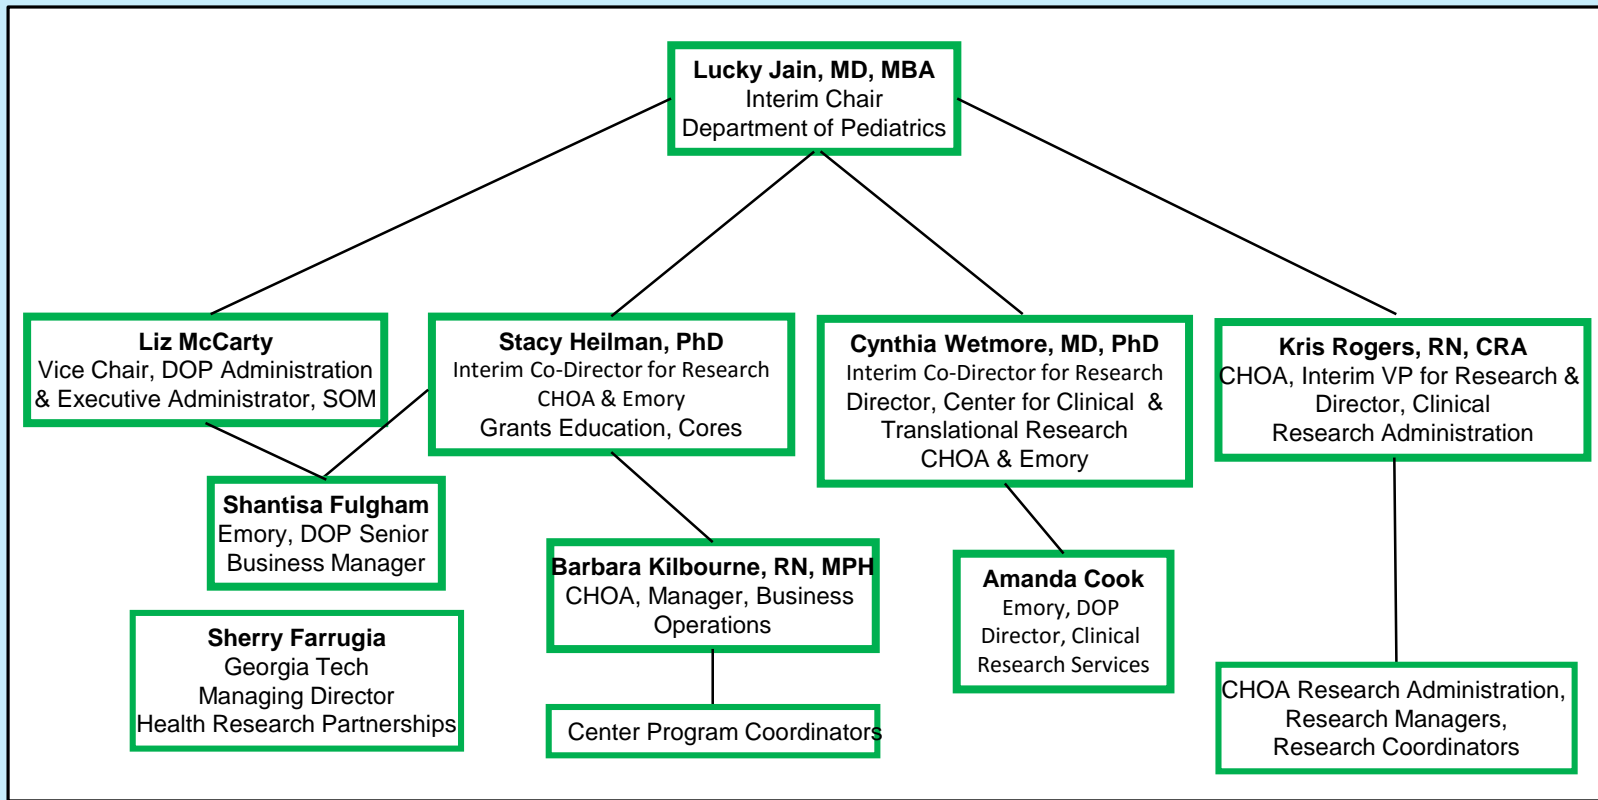 Lucky Jain, MD, MBA
Interim Chair
Department of Pediatrics
Liz McCarty
Vice Chair, DOP Administration
& Executive Administrator, SOM
Stacy Heilman, PhD
Interim Co-Director for Research
CHOA & Emory
Grants Education, Cores
Cynthia Wetmore, MD, PhD
Interim Co-Director for Research
Director, Center for Clinical &
Translational Research
CHOA & Emory
Kris Rogers, RN, CRA
CHOA, Interim VP for Research &
Director, Clinical
Research Administration
Shantisa Fulgham
Emory, DOP Senior
Business Manager
Barbara Kilbourne, RN, MPH
CHOA, Manager, Business
Operations
Amanda Cook
Emory, DOP
Director, Clinical
Research Services
Sherry Farrugia
Georgia Tech
Managing Director
Health Research Partnerships
Center Program Coordinators
CHOA Research Administration,
Research Managers,
Research Coordinators